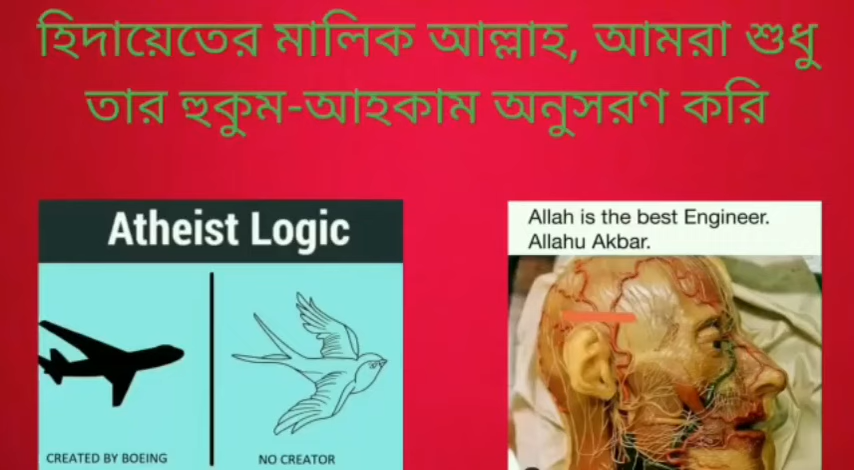 হিদায়েতের মালিক আল্লাহ, আমরা শুধু
তার হুকুম-আহকাম অনুসরণ করি
Atheist Logic
CREATED BY BOEING
NO CREATOR
Allah is the best Engineer.
Allahu Akbar.